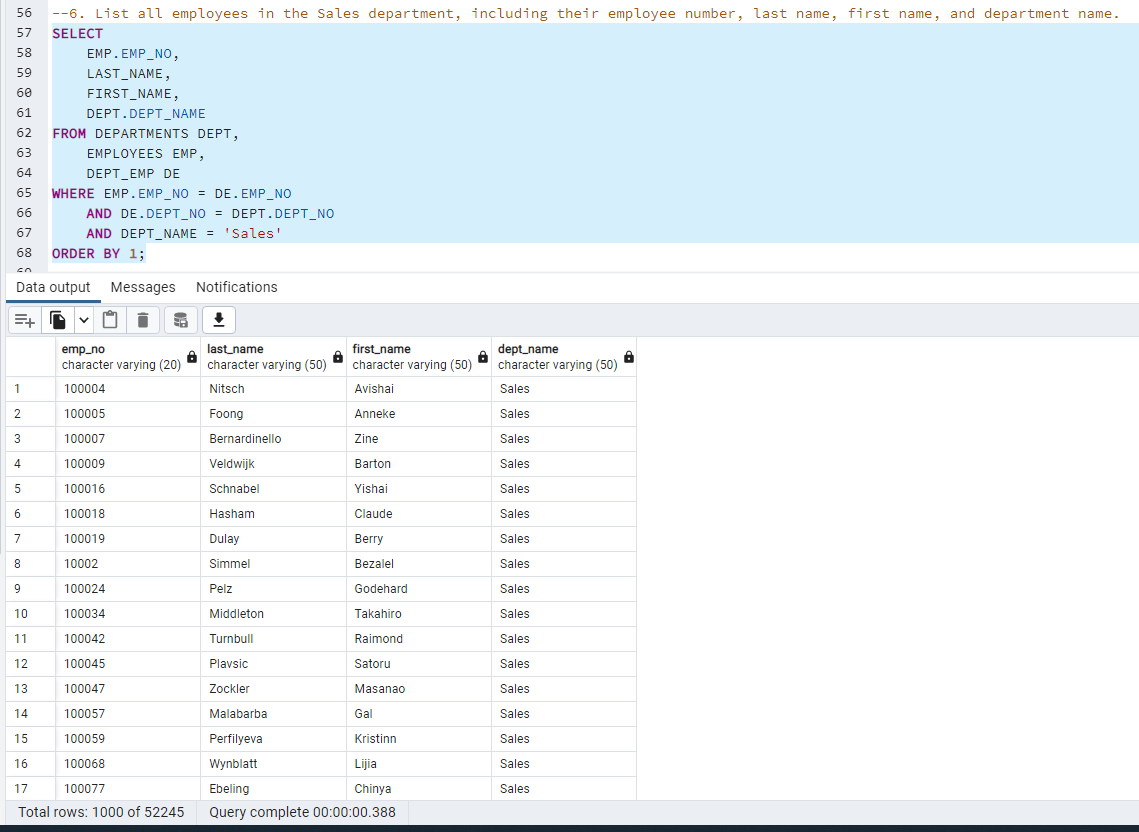 56 --6. List all employees in the Sales department, including their employee number, last name, first name, and department name.
57 SELECT
58 EMP.EMP_NO,
59 LAST_NAME,
60 FIRST_NAME,
61 DEPT.DEPT_NAME
62 FROM DEPARTMENTS DEPT,
63 EMPLOYEES EMP,
64 DEPT_EMP DE
65 WHERE EMP.EMP_NO = DE.EMP_NO
66 AND DE.DEPT_NO = DEPT.DEPT_NO
67 AND DEPT_NAME = 'Sales'
68 ORDER BY 1;
Data output Messages Notifications
emp_no last_name first_name dept_name
character varying (20) character varying (50) character varying (50) character varying (50)
1 100004 Nitsch Avishai Sales
2 100005 Foong Anneke Sales
3 100007 Bernardinello Zine Sales
4 100009 Veldwijk Barton Sales
5 100016 Schnabel Yishai Sales
6 100018 Hasham Claude Sales
7 100019 Dulay Berry Sales
8 10002 Simmel Bezalel Sales
9 100024 Pelz Godehard Sales
10 100034 Middleton Takahiro Sales
11 100042 Turnbull Raimond Sales
12 100045 Plavsic Satoru Sales
13 100047 Zockler Masanao Sales
14 100057 Malabarba Gal Sales
15 100059 Perfilyeva Kristinn Sales
16 100068 Wynblatt Lijia Sales
17 100077 Ebeling Chinya Sales
Total rows: 1000 of 52245 Query complete 00:00:00.388